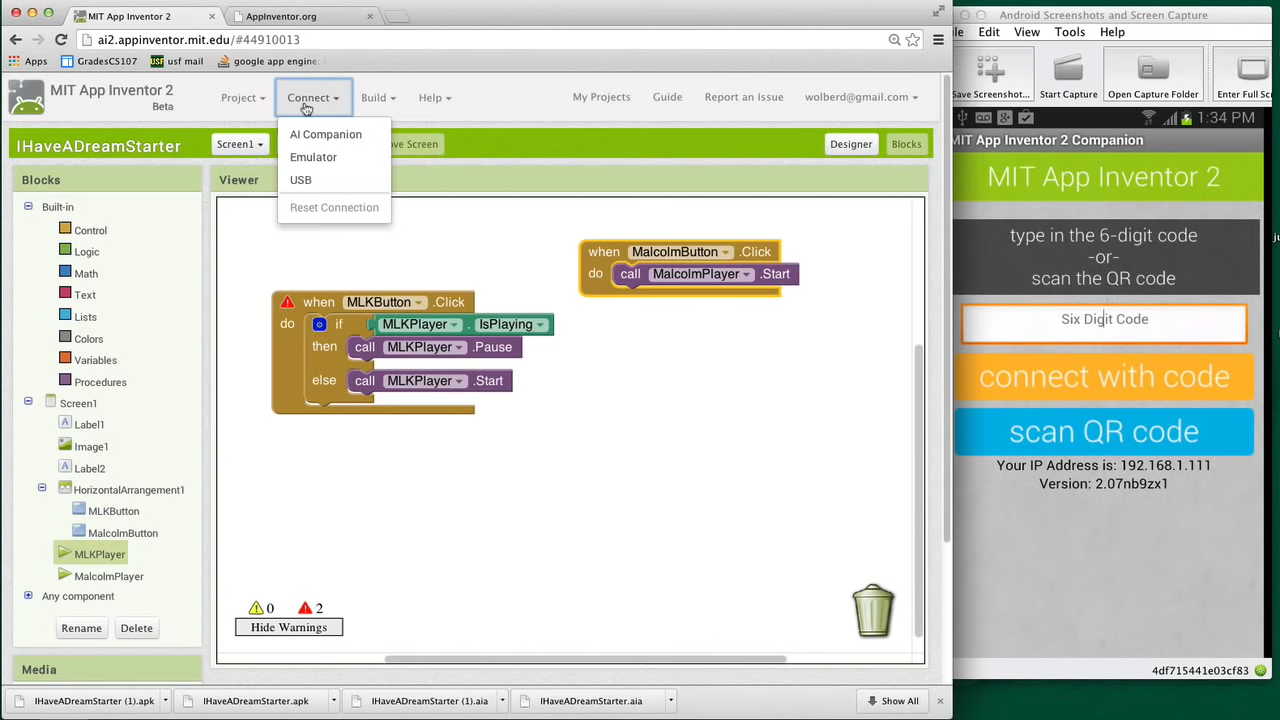 MIT App Inventor 2
AppInventor.org
ai2.appinventor.mit.edu/#44910013
Apps
GradesCS107
USF
usf mail
google app engine
MIT App Inventor 2
Beta
Project
Connect
Build
Help
My Projects
Guide
Report an Issue
wolberd@gmail.com
AI Companion
Emulator
USB
Reset Connection
IHaveADreamStarter
Screen1
ove Screen
Designer
Blocks
Blocks
Viewer
Built-in
Control
Logic
Math
Text
Lists
Colors
Variables
Procedures
Screen1
Label1
Image1
Label2
HorizontalArrangement1
MLKButton
MalcolmButton
MLKPlayer
MalcolmPlayer
Any component
Rename
Delete
Media
when MalcolmButton .Click
do call MalcolmPlayer .Start
when MLKButton .Click
do if MLKPlayer . IsPlaying
then call MLKPlayer .Pause
else call MLKPlayer .Start
0 2
Hide Warnings
IHaveADreamStarter (1).apk
IHaveADreamStarter.apk
IHaveADreamStarter (1).aia
IHaveADreamStarter.aia
Show All
Android Screenshots and Screen Capture
le Edit View Tools Help
Save Screenshot...
Start Capture
Open Capture Folder
Enter Full Scr
1:34 PM
MIT App Inventor 2 Companion
MIT App Inventor 2
type in the 6-digit code
-or-
scan the QR code
Six Digit Code
connect with code
scan QR code
Your IP Address is: 192.168.1.111
Version: 2.07nb9zx1
4df715441e03cf83